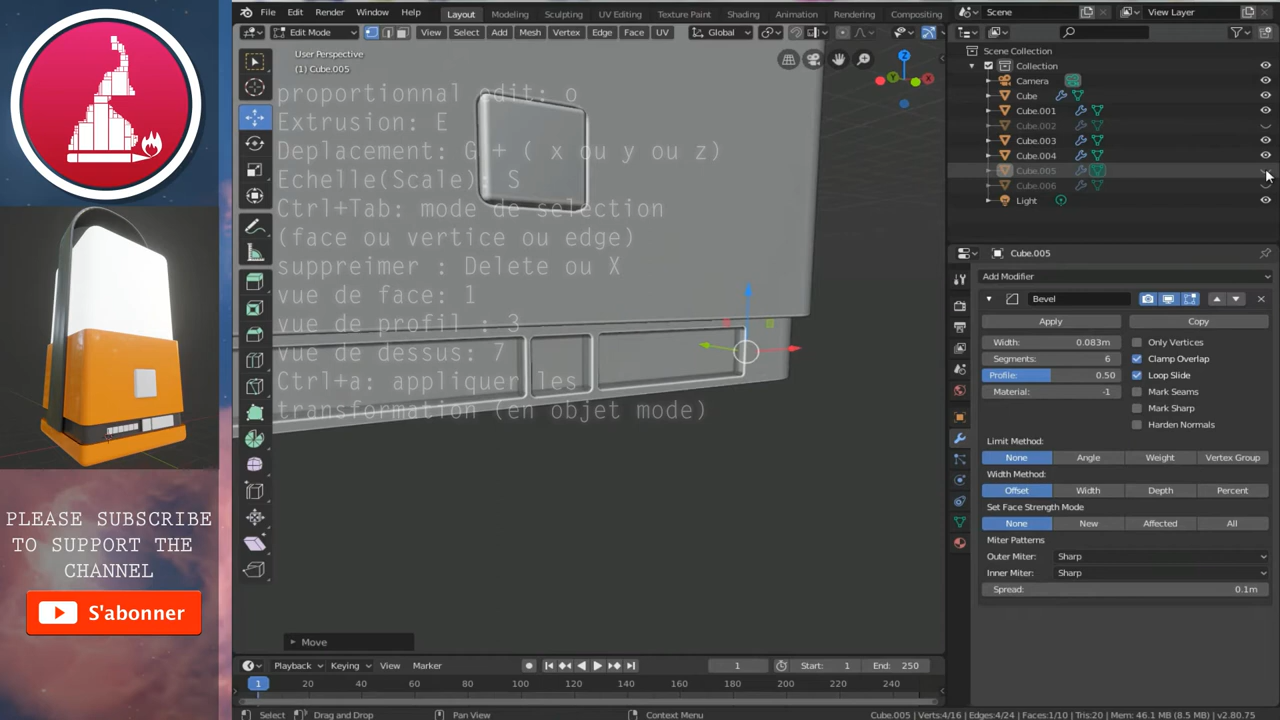 File Edit Render Window Help Layout Modeling Sculpting UV Editing Texture Paint Shading Animation Rendering Compositing Scene View Layer
Edit Mode View Select Add Mesh Vertex Edge Face UV Global
User Perspective
(1) Cube.005
proportionnal edit: o
Extrusion: E
Deplacement: G + ( x ou y ou z)
Echelle(Scale): S
Ctrl+Tab: mode de selection
(face ou vertice ou edge)
suppreimer : Delete ou X
vue de face: 1
vue de profil : 3
vue de dessus: 7
Ctrl+a: appliquer les
transformation (en objet mode)
Z
Y
X
Move
PLEASE SUBSCRIBE
TO SUPPORT THE
CHANNEL
S'abonner
Scene Collection
Collection
Camera
Cube
Cube.001
Cube.002
Cube.003
Cube.004
Cube.005
Cube.006
Light
Cube.005
Add Modifier
Bevel
Apply Copy
Width: 0.083m Only Vertices
Segments: 6 Clamp Overlap
Profile: 0.50 Loop Slide
Material: -1 Mark Seams
Mark Sharp
Harden Normals
Limit Method:
None Angle Weight Vertex Group
Width Method:
Offset Width Depth Percent
Set Face Strength Mode
None New Affected All
Miter Patterns
Outer Miter: Sharp
Inner Miter: Sharp
Spread: 0.1m
Playback Keying View Marker 1 Start: 1 End: 250
1 20 40 60 80 100 120 140 160 180 200 220 240
Select Drag and Drop Pan View Context Menu Cube.005 | Verts:4/16 | Edges:4/24 | Faces:1/10 | Tris:20 | Mem: 46.1 MB (8.5 MB) | v2.80.75